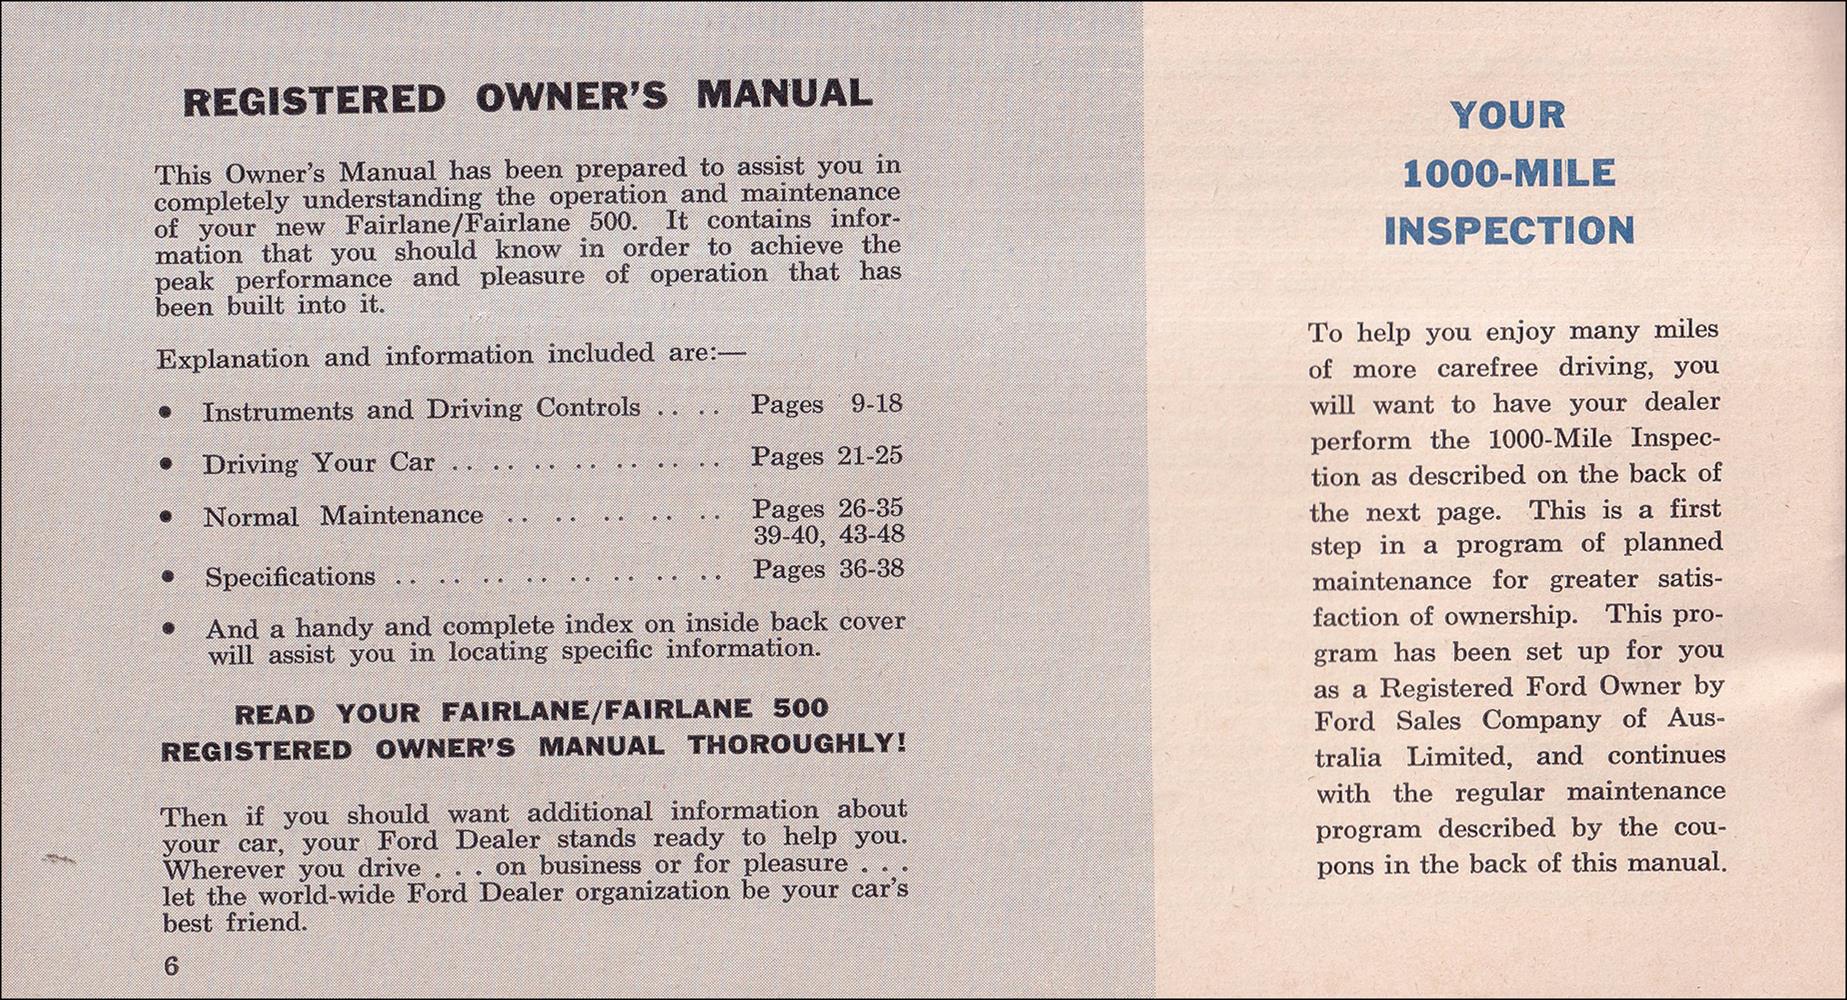 REGISTERED OWNER'S MANUAL
This Owner's Manual has been prepared to assist you in
completely understanding the operation and maintenance
of your new Fairlane/Fairlane 500. It contains infor-
mation that you should know in order to achieve the
peak performance and pleasure of operation that has
been built into it.
Explanation and information included are:—
● Instruments and Driving Controls . . . . Pages 9-18
● Driving Your Car . . . . . . . . . . . . . . Pages 21-25
● Normal Maintenance . . . . . . . . . . Pages 26-35
39-40, 43-48
● Specifications . . . . . . . . . . . . . . . . Pages 36-38
● And a handy and complete index on inside back cover
will assist you in locating specific information.
READ YOUR FAIRLANE/FAIRLANE 500
REGISTERED OWNER'S MANUAL THOROUGHLY!
Then if you should want additional information about
your car, your Ford Dealer stands ready to help you.
Wherever you drive . . . on business or for pleasure . . .
let the world-wide Ford Dealer organization be your car's
best friend.
6
YOUR
1000-MILE
INSPECTION
To help you enjoy many miles
of more carefree driving, you
will want to have your dealer
perform the 1000-Mile Inspec-
tion as described on the back of
the next page. This is a first
step in a program of planned
maintenance for greater satis-
faction of ownership. This pro-
gram has been set up for you
as a Registered Ford Owner by
Ford Sales Company of Aus-
tralia Limited, and continues
with the regular maintenance
program described by the cou-
pons in the back of this manual.